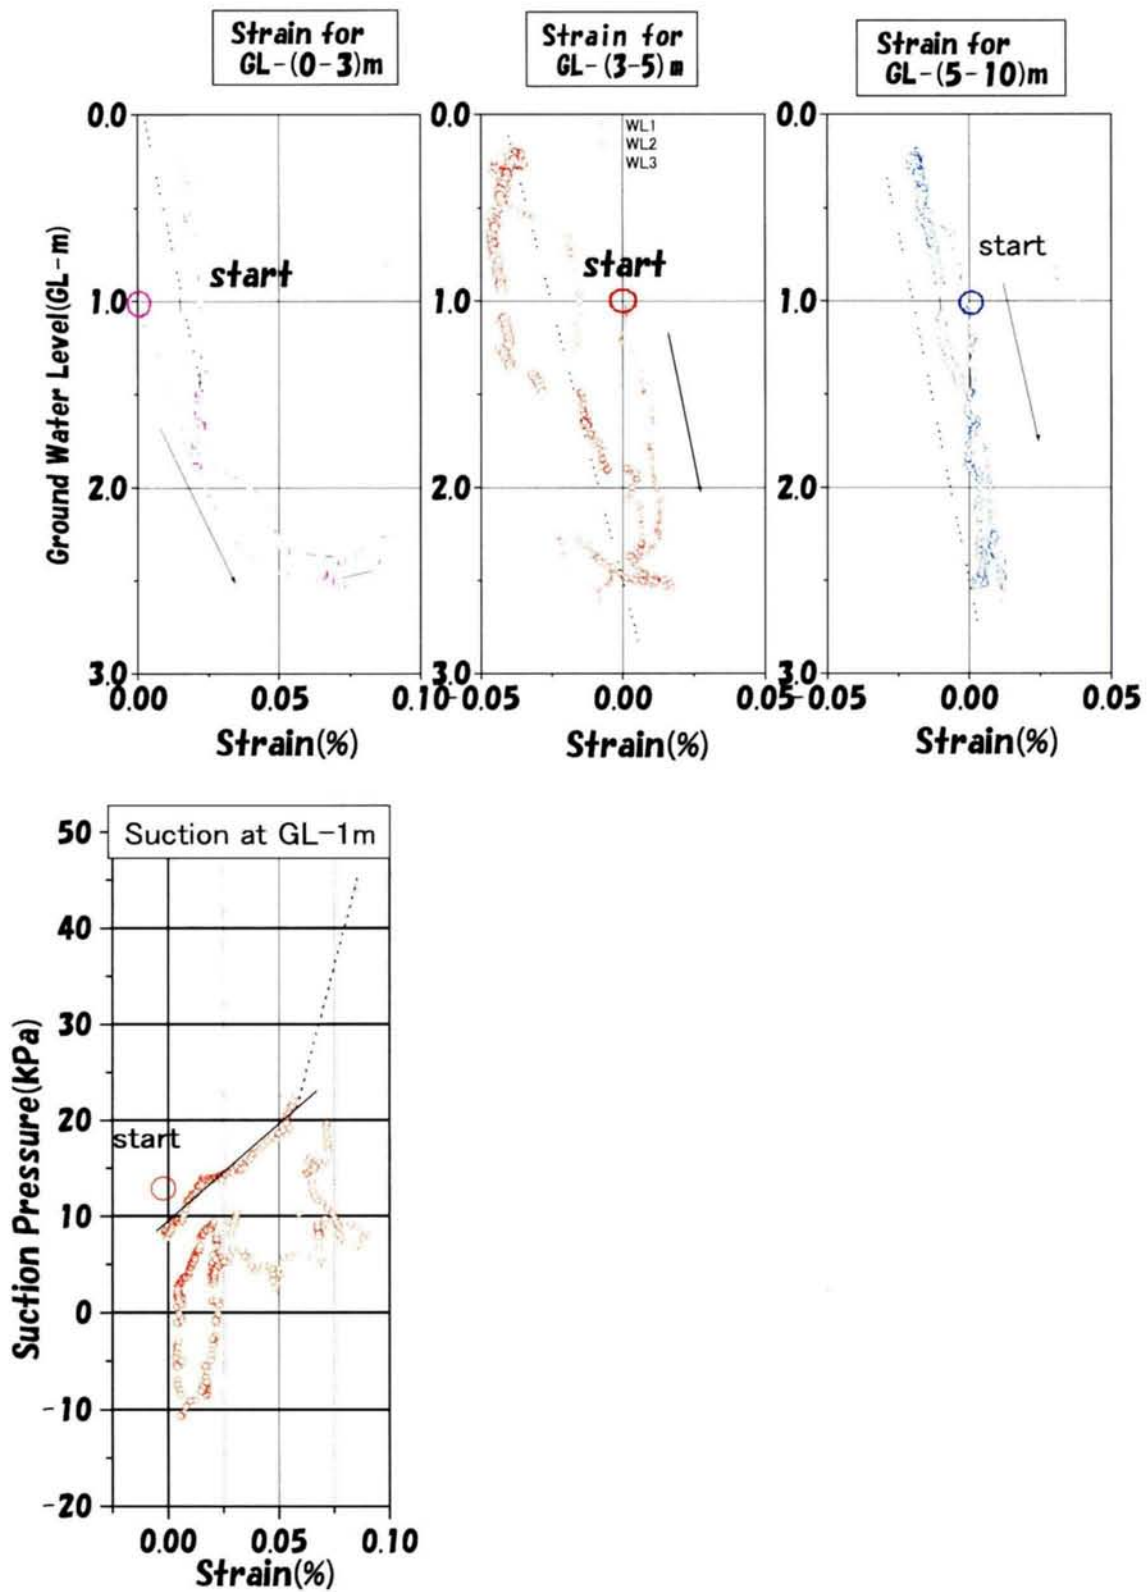 Strain for
GL-(0-3)m
Strain for
GL-(3-5)m
Strain for
GL-(5-10)m
Ground Water Level(GL-m)
0.0
1.0
2.0
3.0
start
0.00
0.05
0.10
Strain(%)
0.0
1.0
2.0
3.0
WL1
WL2
WL3
start
-0.05
0.00
0.05
Strain(%)
0.0
1.0
2.0
3.0
start
-0.05
0.00
0.05
Strain(%)
Suction at GL-1m
Suction Pressure(kPa)
50
40
30
20
10
0
-10
-20
start
0.00
0.05
0.10
Strain(%)